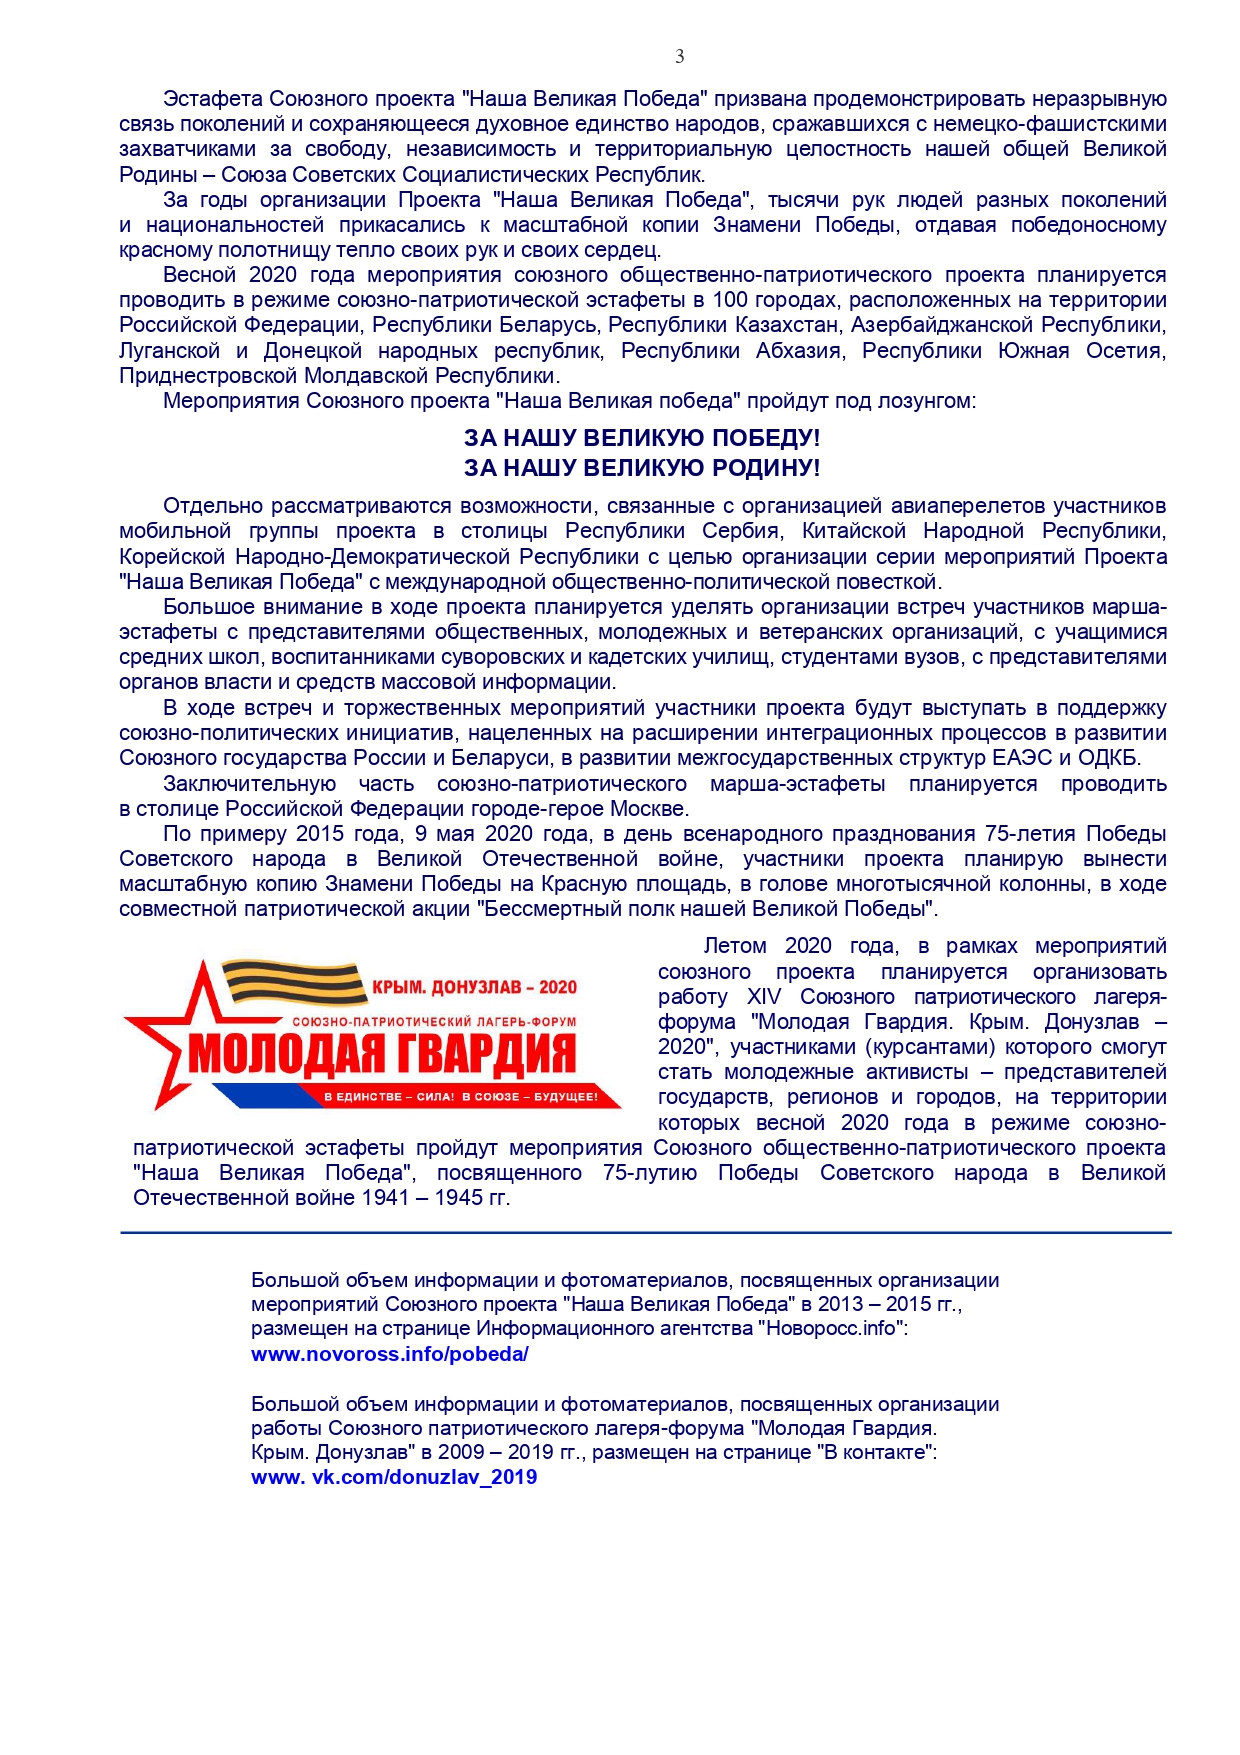 3
Эстафета Союзного проекта "Наша Великая Победа" призвана продемонстрировать неразрывную
связь поколений и сохраняющееся духовное единство народов, сражавшихся с немецко-фашистскими
захватчиками за свободу, независимость и территориальную целостность нашей общей Великой
Родины – Союза Советских Социалистических Республик.
За годы организации Проекта "Наша Великая Победа", тысячи рук людей разных поколений
и национальностей прикасались к масштабной копии Знамени Победы, отдавая победоносному
красному полотнищу тепло своих рук и своих сердец.
Весной 2020 года мероприятия союзного общественно-патриотического проекта планируется
проводить в режиме союзно-патриотической эстафеты в 100 городах, расположенных на территории
Российской Федерации, Республики Беларусь, Республики Казахстан, Азербайджанской Республики,
Луганской и Донецкой народных республик, Республики Абхазия, Республики Южная Осетия,
Приднестровской Молдавской Республики.
Мероприятия Союзного проекта "Наша Великая победа" пройдут под лозунгом:
ЗА НАШУ ВЕЛИКУЮ ПОБЕДУ!
ЗА НАШУ ВЕЛИКУЮ РОДИНУ!
Отдельно рассматриваются возможности, связанные с организацией авиаперелетов участников
мобильной группы проекта в столицы Республики Сербия, Китайской Народной Республики,
Корейской Народно-Демократической Республики с целью организации серии мероприятий Проекта
"Наша Великая Победа" с международной общественно-политической повесткой.
Большое внимание в ходе проекта планируется уделять организации встреч участников марша-
эстафеты с представителями общественных, молодежных и ветеранских организаций, с учащимися
средних школ, воспитанниками суворовских и кадетских училищ, студентами вузов, с представителями
органов власти и средств массовой информации.
В ходе встреч и торжественных мероприятий участники проекта будут выступать в поддержку
союзно-политических инициатив, нацеленных на расширении интеграционных процессов в развитии
Союзного государства России и Беларуси, в развитии межгосударственных структур ЕАЭС и ОДКБ.
Заключительную часть союзно-патриотического марша-эстафеты планируется проводить
в столице Российской Федерации городе-герое Москве.
По примеру 2015 года, 9 мая 2020 года, в день всенародного празднования 75-летия Победы
Советского народа в Великой Отечественной войне, участники проекта планирую вынести
масштабную копию Знамени Победы на Красную площадь, в голове многотысячной колонны, в ходе
совместной патриотической акции "Бессмертный полк нашей Великой Победы".
КРЫМ. ДОНУЗЛАВ – 2020
СОЮЗНО-ПАТРИОТИЧЕСКИЙ ЛАГЕРЬ-ФОРУМ
МОЛОДАЯ ГВАРДИЯ
В ЕДИНСТВЕ – СИЛА! В СОЮЗЕ – БУДУЩЕЕ!
Летом 2020 года, в рамках мероприятий
союзного проекта планируется организовать
работу XIV Союзного патриотического лагеря-
форума "Молодая Гвардия. Крым. Донузлав –
2020", участниками (курсантами) которого смогут
стать молодежные активисты – представителей
государств, регионов и городов, на территории
которых весной 2020 года в режиме союзно-
патриотической эстафеты пройдут мероприятия Союзного общественно-патриотического проекта
"Наша Великая Победа", посвященного 75-лутию Победы Советского народа в Великой
Отечественной войне 1941 – 1945 гг.
Большой объем информации и фотоматериалов, посвященных организации
мероприятий Союзного проекта "Наша Великая Победа" в 2013 – 2015 гг.,
размещен на странице Информационного агентства "Новоросс.info":
www.novoross.info/pobeda/
Большой объем информации и фотоматериалов, посвященных организации
работы Союзного патриотического лагеря-форума "Молодая Гвардия.
Крым. Донузлав" в 2009 – 2019 гг., размещен на странице "В контакте":
www. vk.com/donuzlav_2019